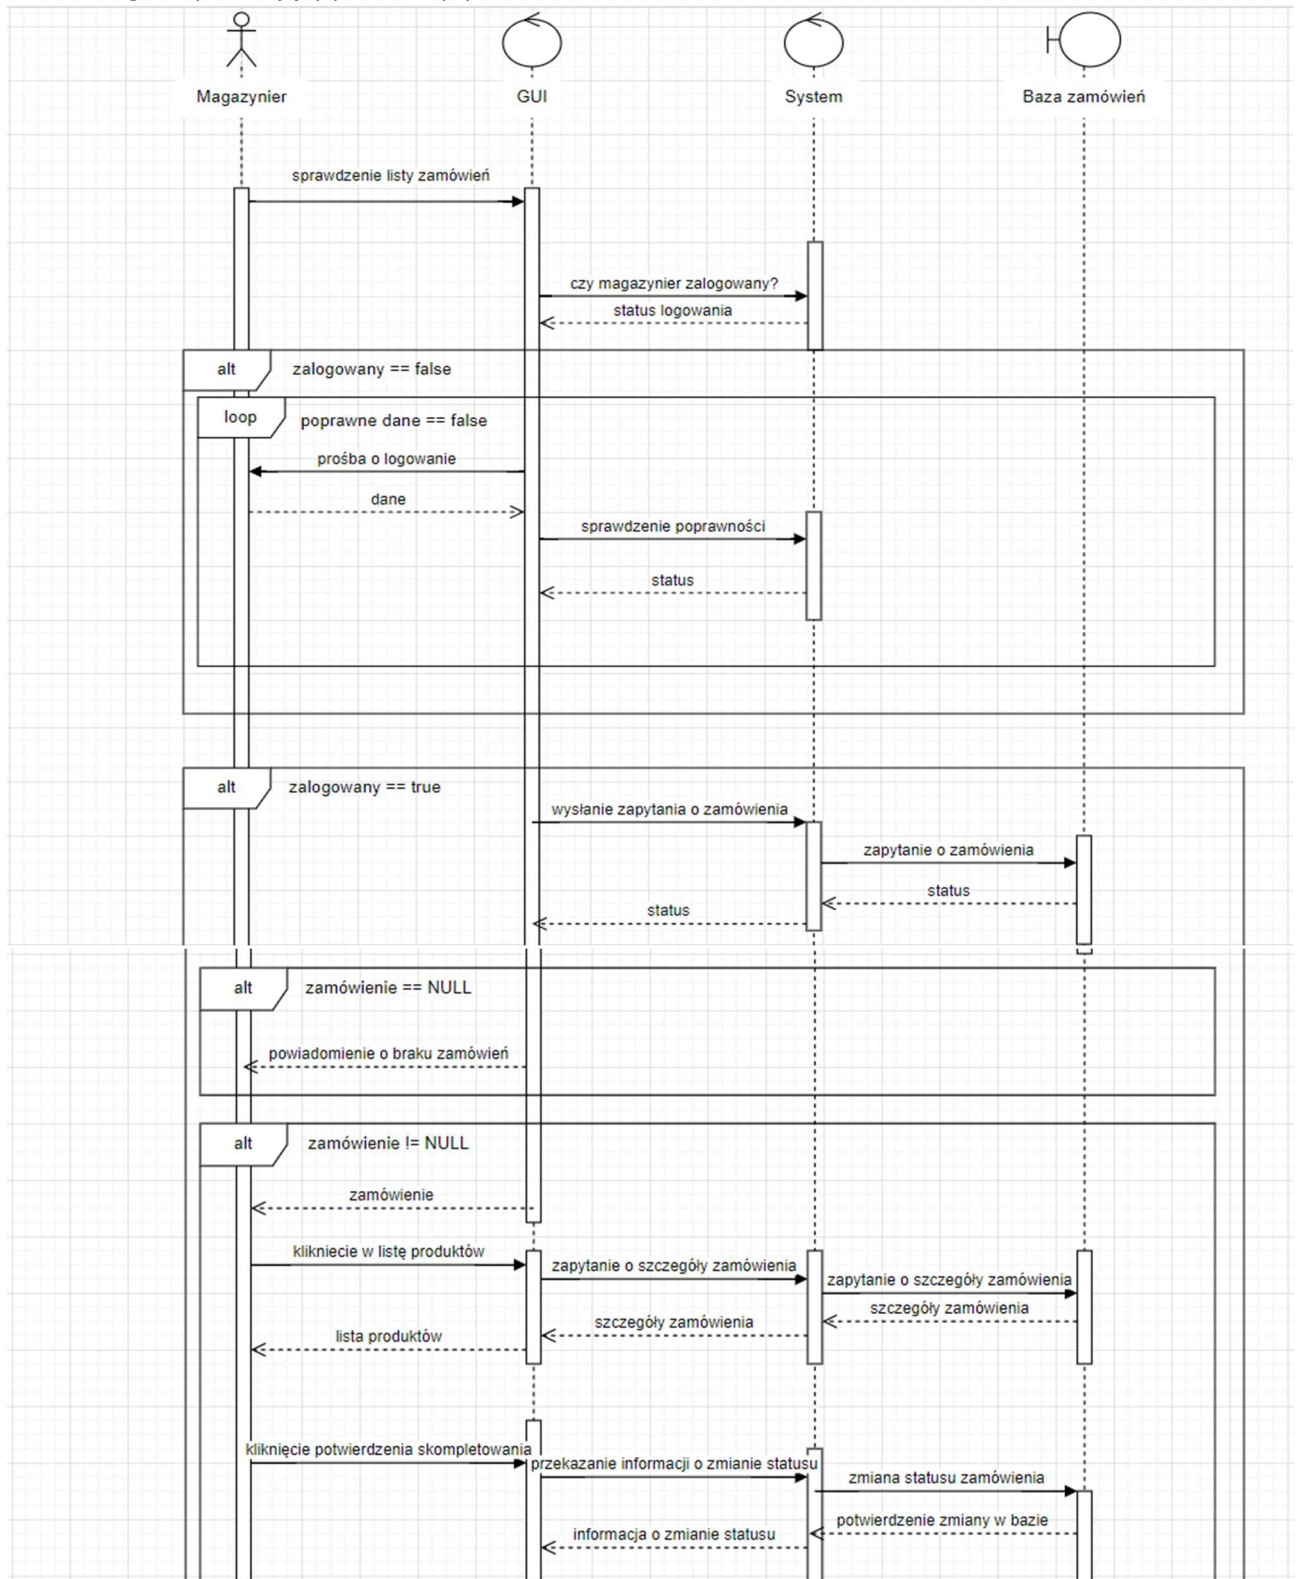 Magazynier
GUI
System
Baza zamówień
sprawdzenie listy zamówień
czy magazynier zalogowany?
status logowania
alt
zalogowany == false
loop
poprawne dane == false
prośba o logowanie
dane
sprawdzenie poprawności
status
alt
zalogowany == true
wysłanie zapytania o zamówienia
zapytanie o zamówienia
status
status
alt
zamówienie == NULL
powiadomienie o braku zamówień
alt
zamówienie != NULL
zamówienie
klikniecie w listę produktów
zapytanie o szczegóły zamówienia
zapytanie o szczegóły zamówienia
szczegóły zamówienia
szczegóły zamówienia
lista produktów
kliknięcie potwierdzenia skompletowania
przekazanie informacji o zmianie statusu
zmiana statusu zamówienia
potwierdzenie zmiany w bazie
informacja o zmianie statusu